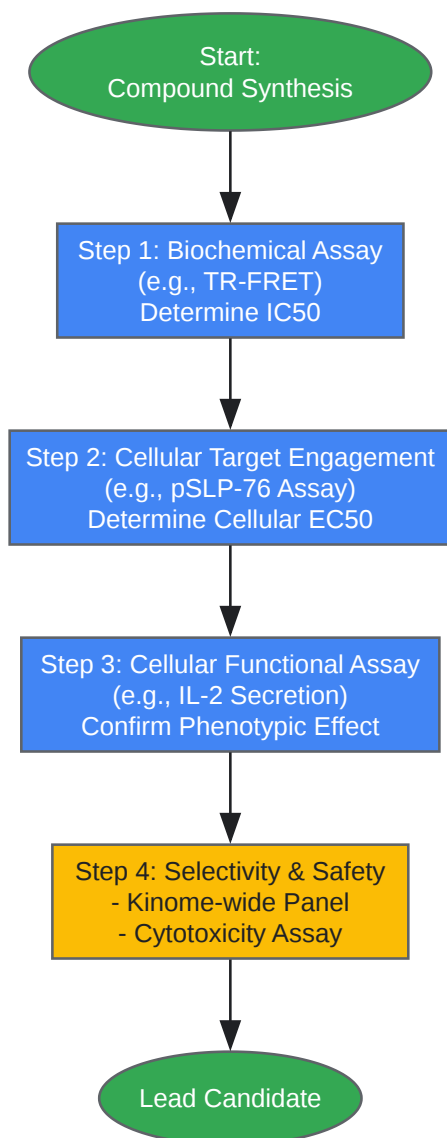 Start:
Compound Synthesis
Step 1: Biochemical Assay
(e.g., TR-FRET)
Determine IC50
Step 2: Cellular Target Engagement
(e.g., pSLP-76 Assay)
Determine Cellular EC50
Step 3: Cellular Functional Assay
(e.g., IL-2 Secretion)
Confirm Phenotypic Effect
Step 4: Selectivity & Safety
- Kinome-wide Panel
- Cytotoxicity Assay
Lead Candidate